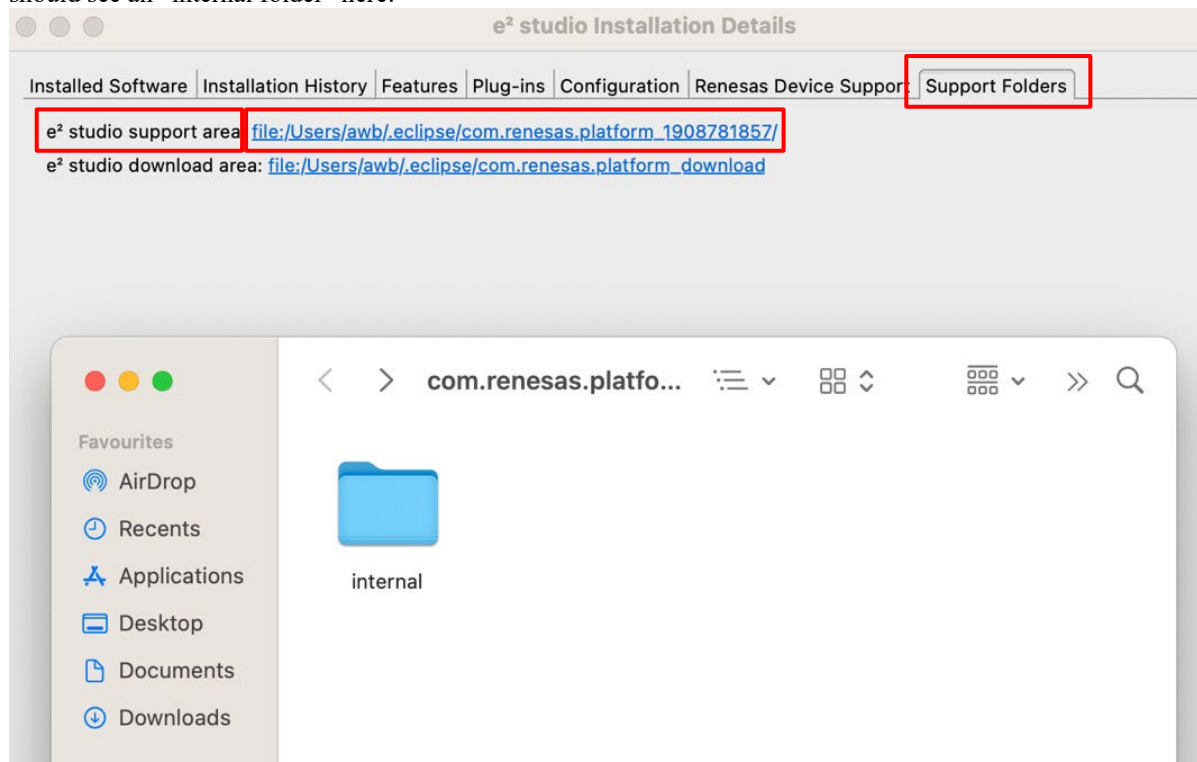 should see an "internal folder" here.
e² studio Installation Details
Installed Software Installation History Features Plug-ins Configuration Renesas Device Support Support Folders
e² studio support area: file:/Users/awb/.eclipse/com.renesas.platform_1908781857/
e² studio download area: file:/Users/awb/.eclipse/com.renesas.platform_download
com.renesas.platfo...
Favourites
AirDrop
Recents
internal
Applications
Desktop
Documents
Downloads